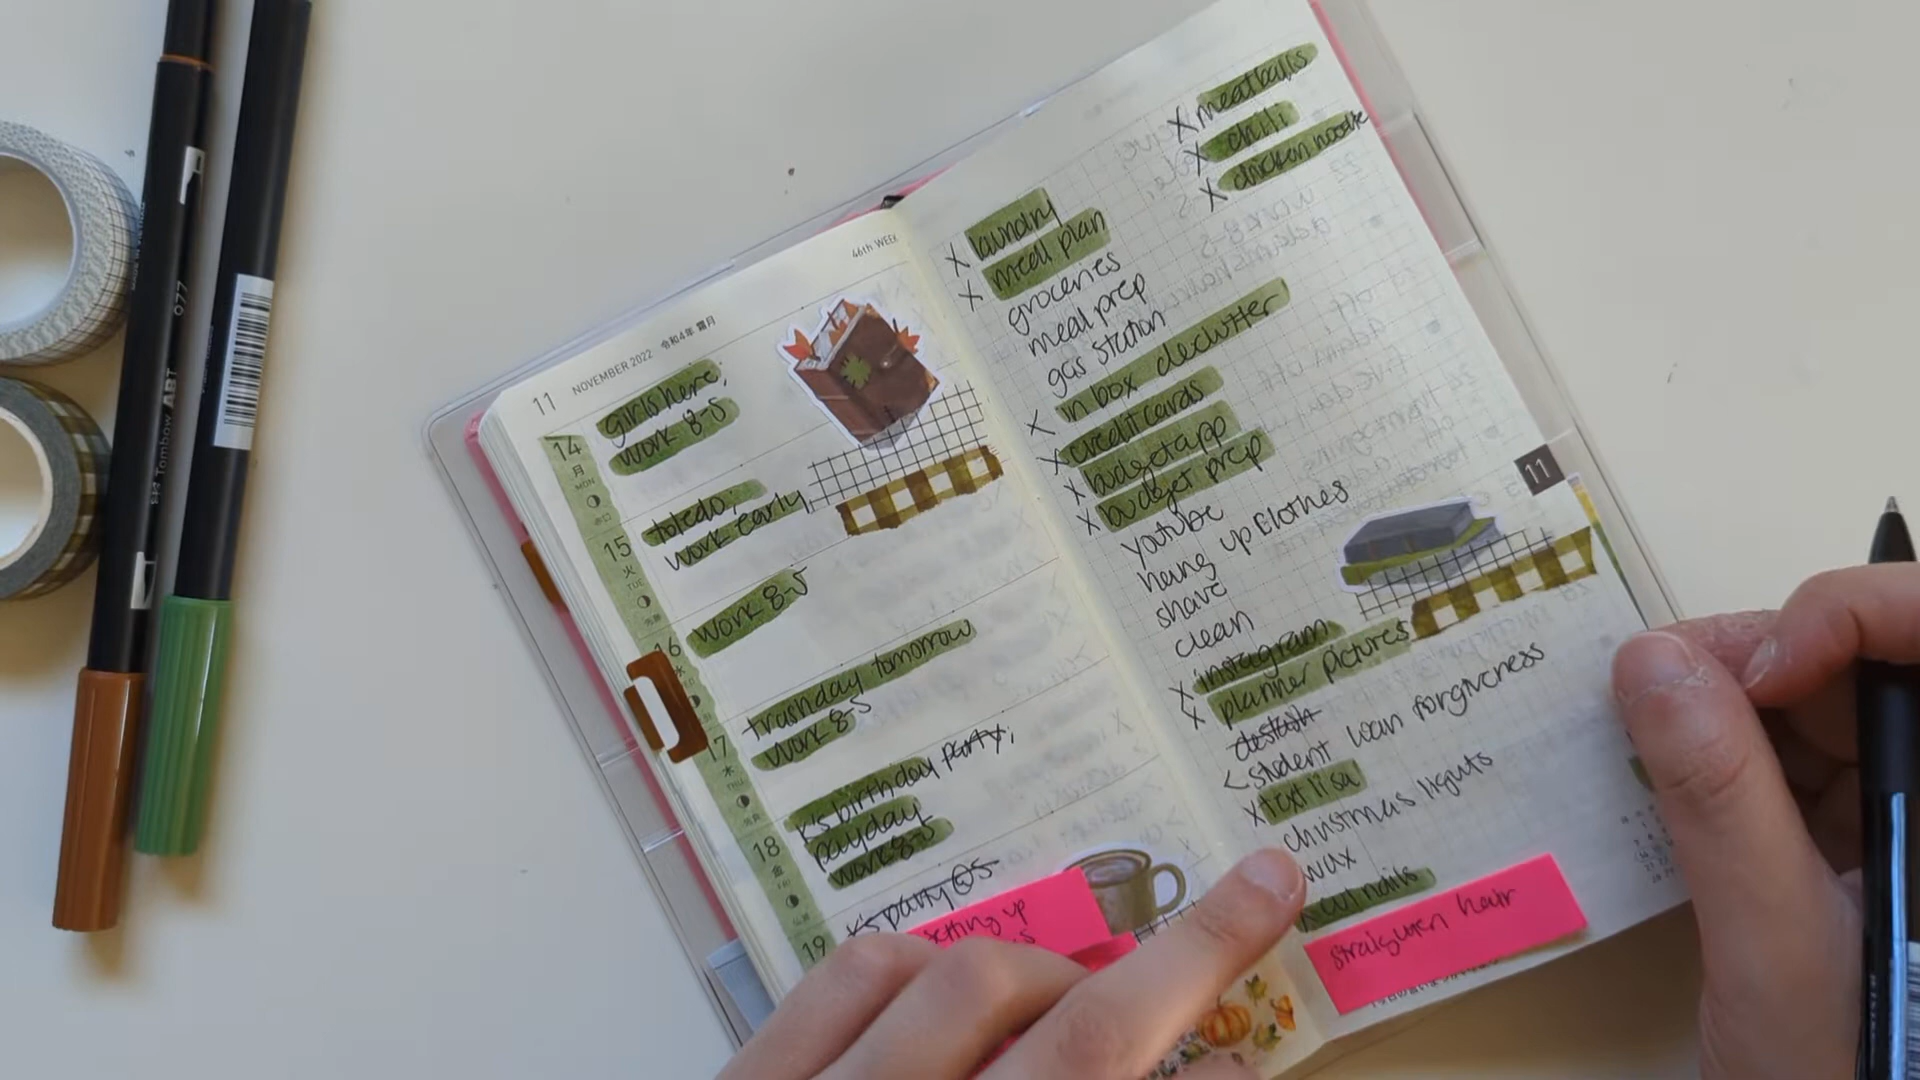 11 NOVEMBER 2022 令和4年 霜月
46th WEEK
14
月
MON
girls here,
work 8-5
15
火
TUE
toledo;
work early,
16
work 8-5
17
木
THU
trashday tomorrow
work 8-5
18
金
FRI
K's birthday party,
payday
work 8-5
19
K's party @5
getting up
X meatballs
X chili
X chicken noodle
X laundry
X meal plan
groceries
meal prep
gas station
X in box declutter
X credit cards
X budget app
X budget prep
youtube
hang up clothes
shave
clean
X instagram
X planner pictures
destash
< student loan forgiveness
X text lisa
christmas lights
wax
X cut nails
straighten hair
11
977
Tombow ABT